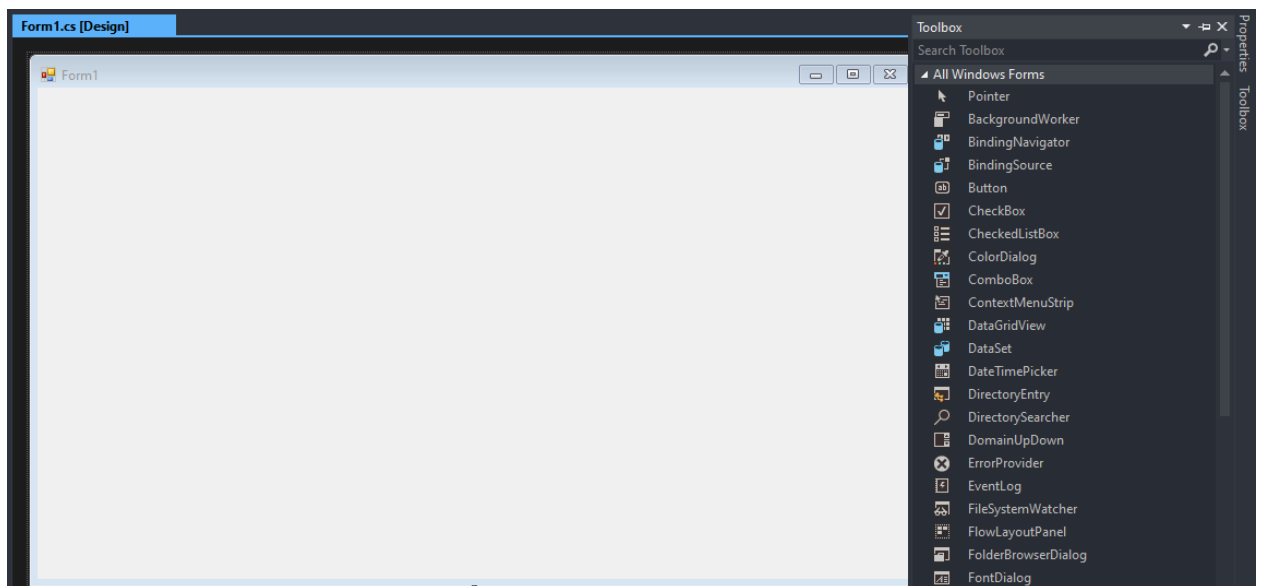 Form1.cs [Design]
Form1
Toolbox
Search Toolbox
All Windows Forms
Pointer
BackgroundWorker
BindingNavigator
BindingSource
Button
CheckBox
CheckedListBox
ColorDialog
ComboBox
ContextMenuStrip
DataGridView
DataSet
DateTimePicker
DirectoryEntry
DirectorySearcher
DomainUpDown
ErrorProvider
EventLog
FileSystemWatcher
FlowLayoutPanel
FolderBrowserDialog
FontDialog
Properties
Toolbox